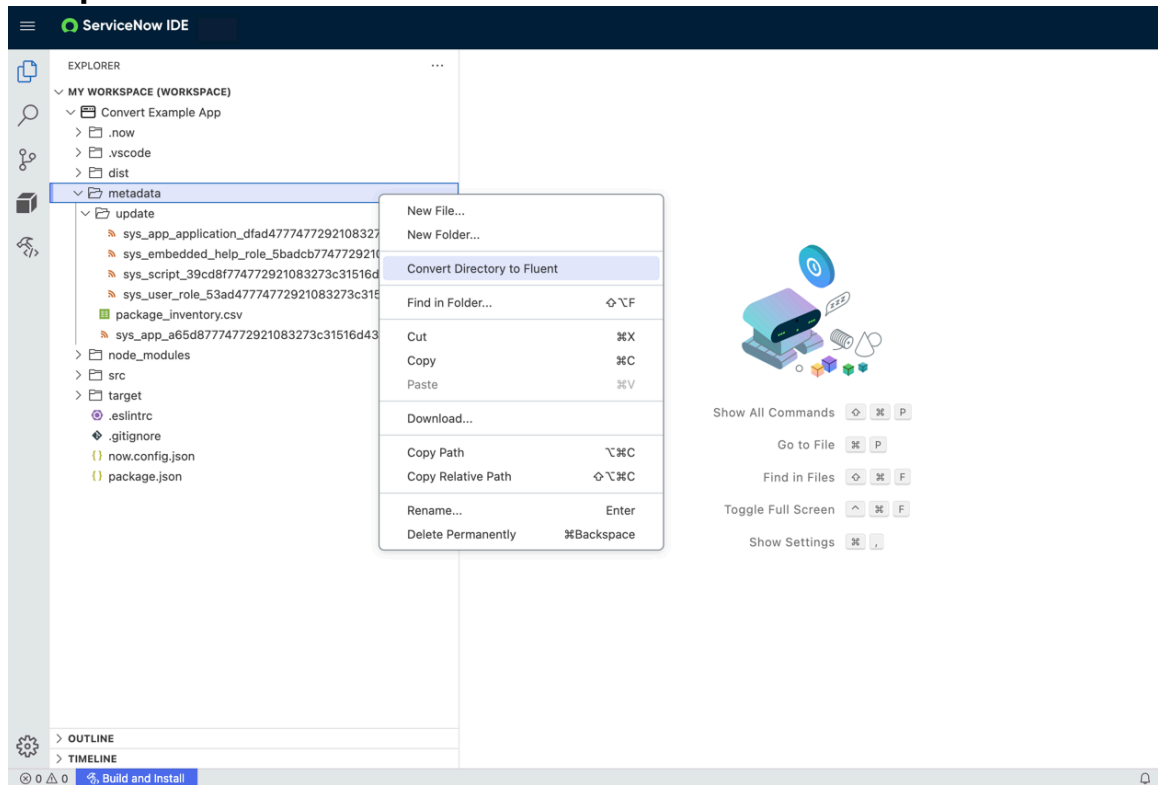 ServiceNow IDE
EXPLORER
MY WORKSPACE (WORKSPACE)
Convert Example App
.now
.vscode
dist
metadata
update
sys_app_application_dfad4777477292108327
sys_embedded_help_role_5badcb774772921
sys_script_39cd8f774772921083273c31516d
sys_user_role_53ad47774772921083273c315
package_inventory.csv
sys_app_a65d87774772921083273c31516d43
node_modules
src
target
.eslintrc
.gitignore
{} now.config.json
{} package.json
OUTLINE
TIMELINE
New File...
New Folder...
Convert Directory to Fluent
Find in Folder... ⇧⌥F
Cut ⌘X
Copy ⌘C
Paste ⌘V
Download...
Copy Path ⌥⌘C
Copy Relative Path ⇧⌥⌘C
Rename... Enter
Delete Permanently ⌘Backspace
zzz
Show All Commands ⇧ ⌘ P
Go to File ⌘ P
Find in Files ⇧ ⌘ F
Toggle Full Screen ^ ⌘ F
Show Settings ⌘ ,
0 0 Build and Install